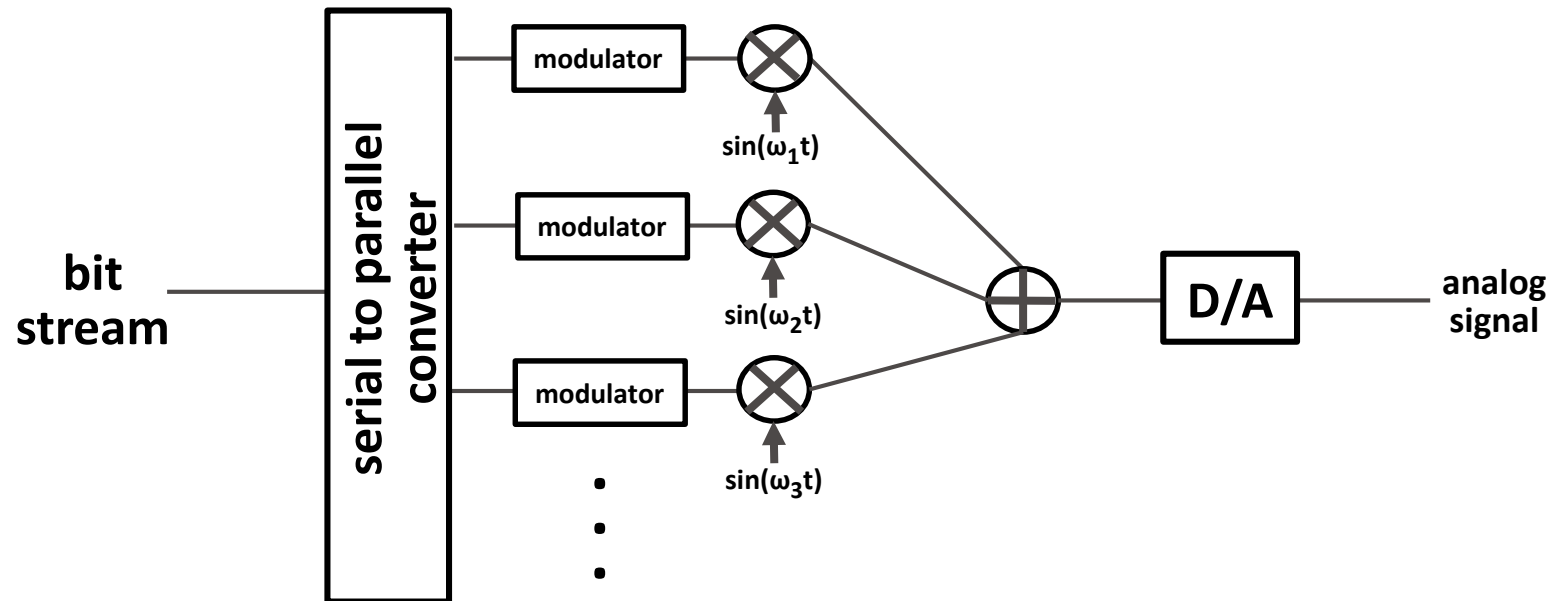 bit
stream
serial to parallel
converter
modulator
sin(ω₁t)
modulator
sin(ω₂t)
modulator
sin(ω₃t)
D/A
analog
signal